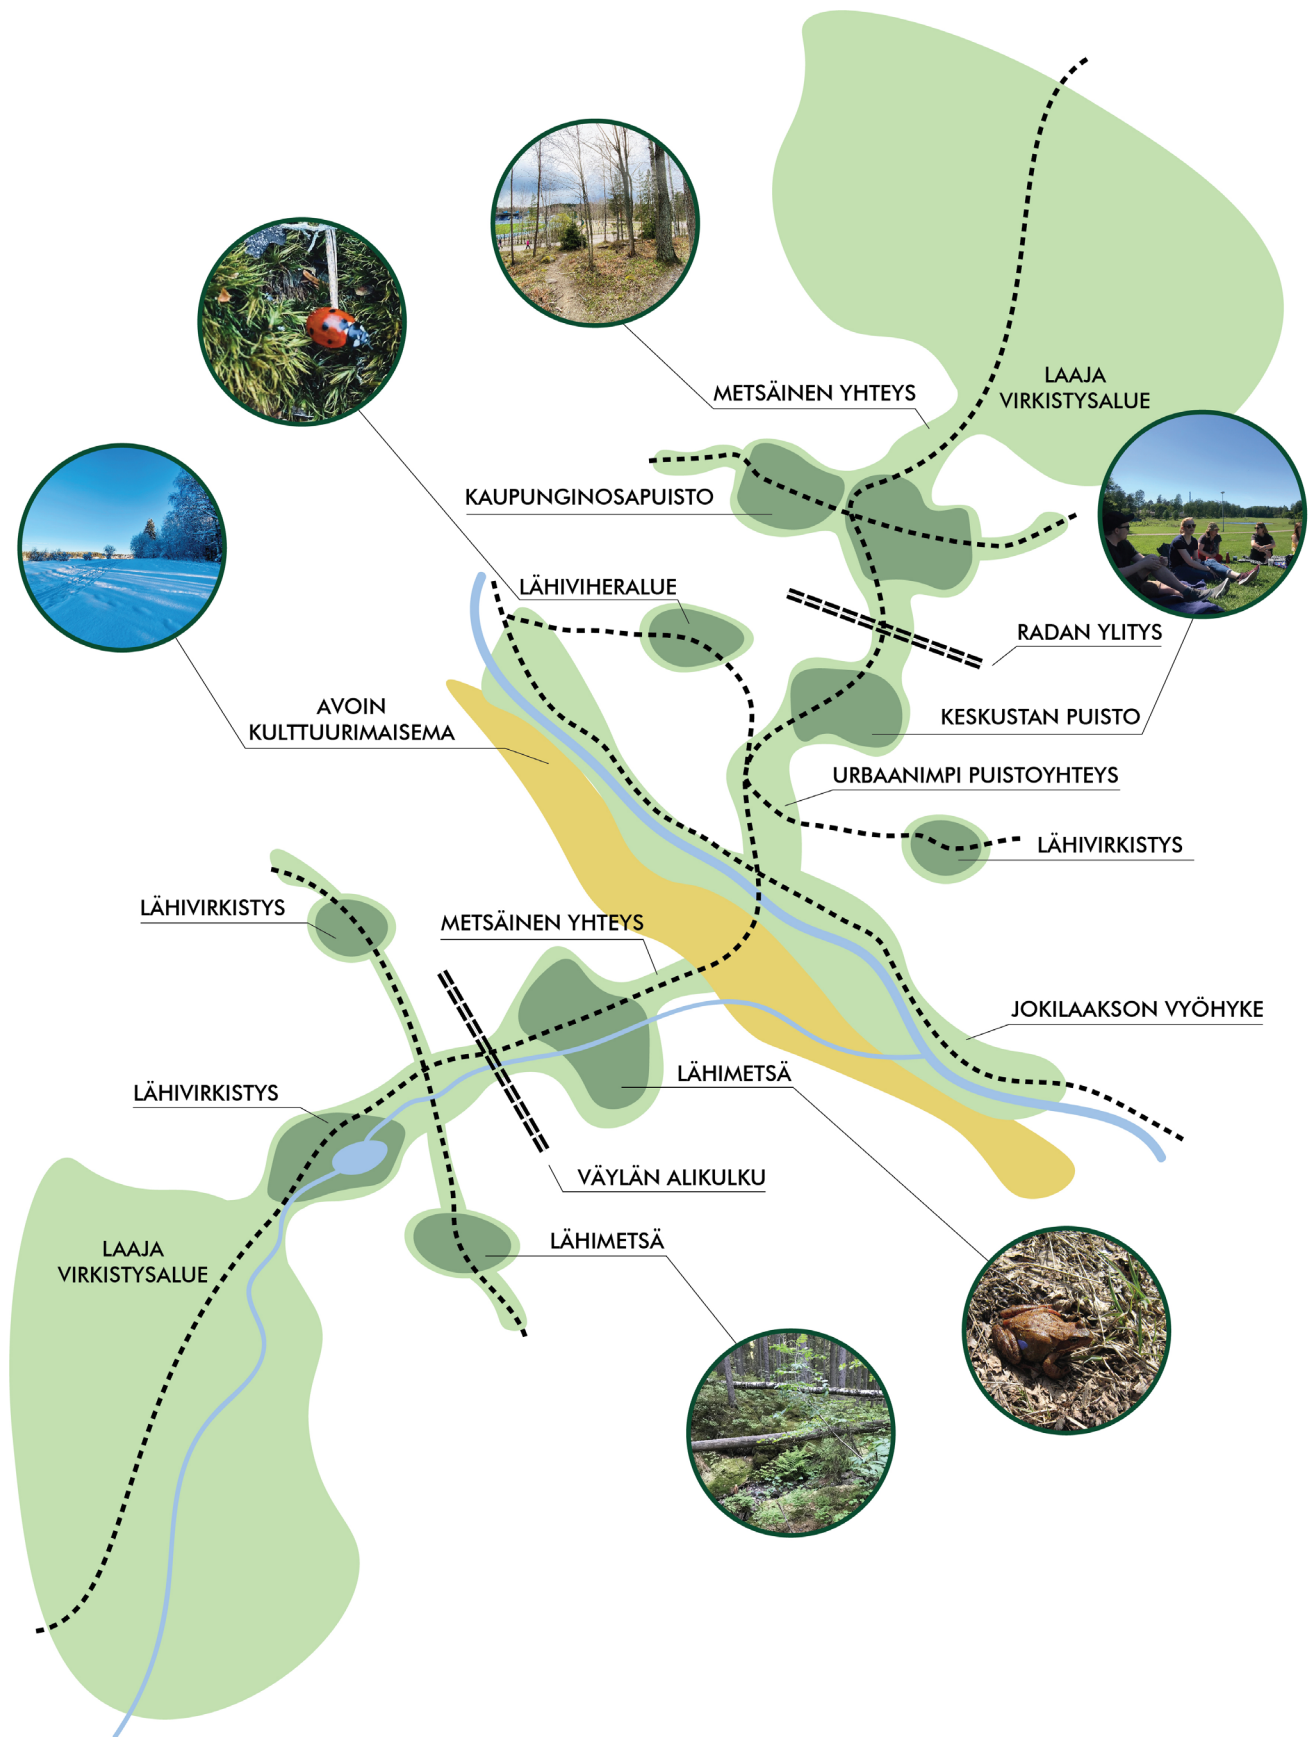 LAAJA
VIRKISTYSALUE
METSÄINEN YHTEYS
KAUPUNGINOSAPUISTO
LÄHIVIHERALUE
RADAN YLITYS
AVOIN
KULTTUURIMAISEMA
KESKUSTAN PUISTO
URBAANIMPI PUISTOYHTEYS
LÄHIVIRKISTYS
LÄHIVIRKISTYS
METSÄINEN YHTEYS
JOKILAAKSON VYÖHYKE
LÄHIMETSÄ
LÄHIVIRKISTYS
VÄYLÄN ALIKULKU
LÄHIMETSÄ
LAAJA
VIRKISTYSALUE